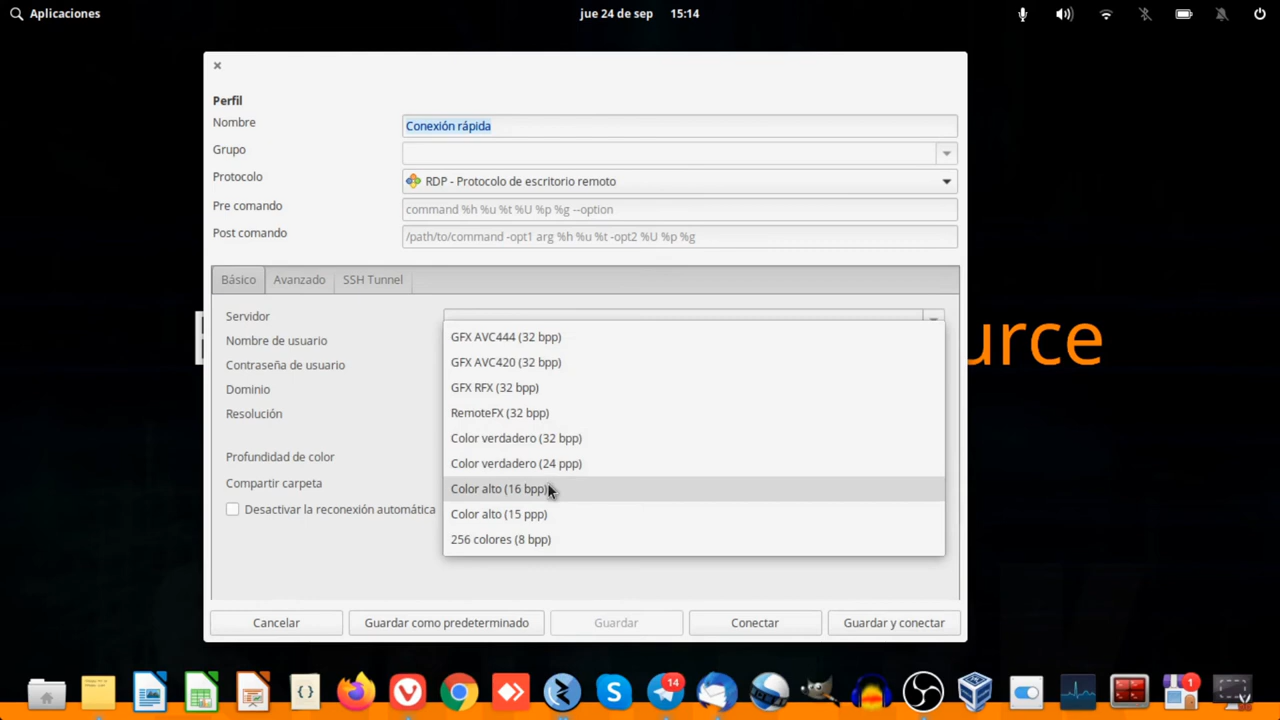 Aplicaciones
jue 24 de sep 15:14
Perfil
Nombre Conexión rápida
Grupo
Protocolo RDP - Protocolo de escritorio remoto
Pre comando command %h %u %t %U %p %g --option
Post comando /path/to/command -opt1 arg %h %u %t -opt2 %U %p %g
Básico Avanzado SSH Tunnel
Servidor
Nombre de usuario
Contraseña de usuario
Dominio
Resolución
Profundidad de color
Compartir carpeta
Desactivar la reconexión automática
GFX AVC444 (32 bpp)
GFX AVC420 (32 bpp)
GFX RFX (32 bpp)
RemoteFX (32 bpp)
Color verdadero (32 bpp)
Color verdadero (24 ppp)
Color alto (16 bpp)
Color alto (15 ppp)
256 colores (8 bpp)
urce
Cancelar Guardar como predeterminado Guardar Conectar Guardar y conectar
14
1